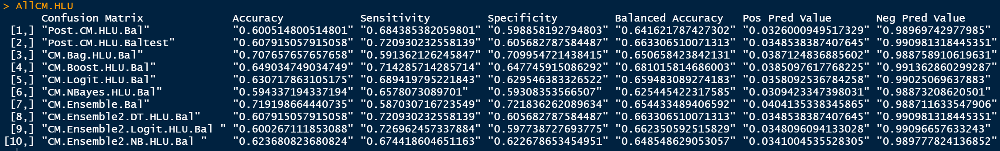 > AllCM.HLU
Confusion Matrix Accuracy Sensitivity Specificity Balanced Accuracy Pos Pred Value Neg Pred Value
[1,] "Post.CM.HLU.Bal" "0.600514800514801" "0.684385382059801" "0.598858192794803" "0.641621787427302" "0.0326000949517329" "0.98969742977985"
[2,] "Post.CM.HLU.Baltest" "0.607915057915058" "0.720930232558139" "0.605682787584487" "0.663306510071313" "0.0348538387407645" "0.990981318445351"
[3,] "CM.Bag.HLU.Bal" "0.707657657657658" "0.591362126245847" "0.709954721438415" "0.650658423842131" "0.0387124836885602" "0.988758910619631"
[4,] "CM.Boost.HLU.Bal" "0.649034749034749" "0.714285714285714" "0.647745915086292" "0.681015814686003" "0.0385097617768225" "0.991362860299287"
[5,] "CM.Logit.HLU.Bal" "0.630717863105175" "0.689419795221843" "0.629546383326522" "0.659483089274183" "0.0358092536784258" "0.99025069637883"
[6,] "CM.NBayes.HLU.Bal" "0.594337194337194" "0.6578073089701" "0.59308353566507" "0.625445422317585" "0.0309423347398031" "0.98873208620501"
[7,] "CM.Ensemble.Bal" "0.719198664440735" "0.587030716723549" "0.721836262089634" "0.654433489406592" "0.0404135338345865" "0.988711633547906"
[8,] "CM.Ensemble2.DT.HLU.Bal" "0.607915057915058" "0.720930232558139" "0.605682787584487" "0.663306510071313" "0.0348538387407645" "0.990981318445351"
[9,] "CM.Ensemble2.Logit.HLU.Bal " "0.600267111853088" "0.726962457337884" "0.597738727693775" "0.662350592515829" "0.0348096094133028" "0.99096657633243"
[10,] "CM.Ensemble2.NB.HLU.Bal " "0.623680823680824" "0.674418604651163" "0.622678653454951" "0.648548629053057" "0.0341004535528305" "0.989777824136852"